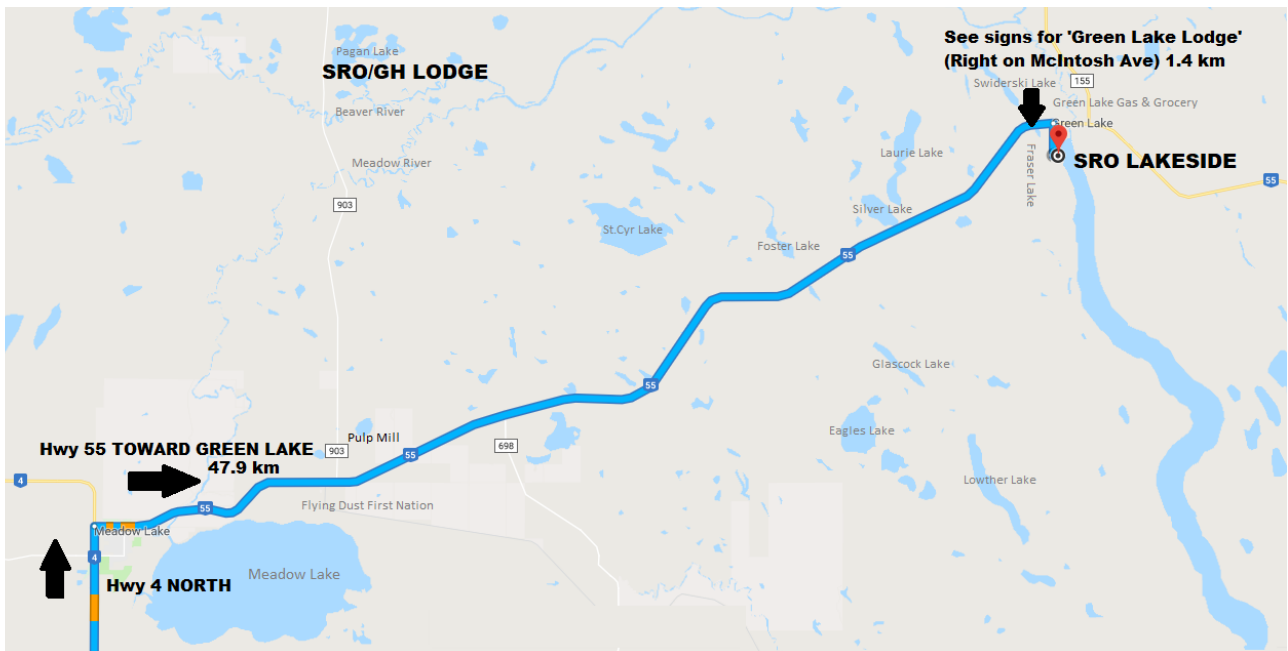 See signs for 'Green Lake Lodge'
(Right on McIntosh Ave) 1.4 km
Pagan Lake
SRO/GH LODGE
Swiderski Lake
155
Green Lake Gas & Grocery
Beaver River
Green Lake
Laurie Lake
Fraser Lake
SRO LAKESIDE
Meadow River
55
903
Silver Lake
St.Cyr Lake
Foster Lake
55
Glascock Lake
55
Eagles Lake
Pulp Mill
698
Hwy 55 TOWARD GREEN LAKE
903
55
47.9 km
4
Lowther Lake
Flying Dust First Nation
55
Meadow Lake
4
Meadow Lake
Hwy 4 NORTH